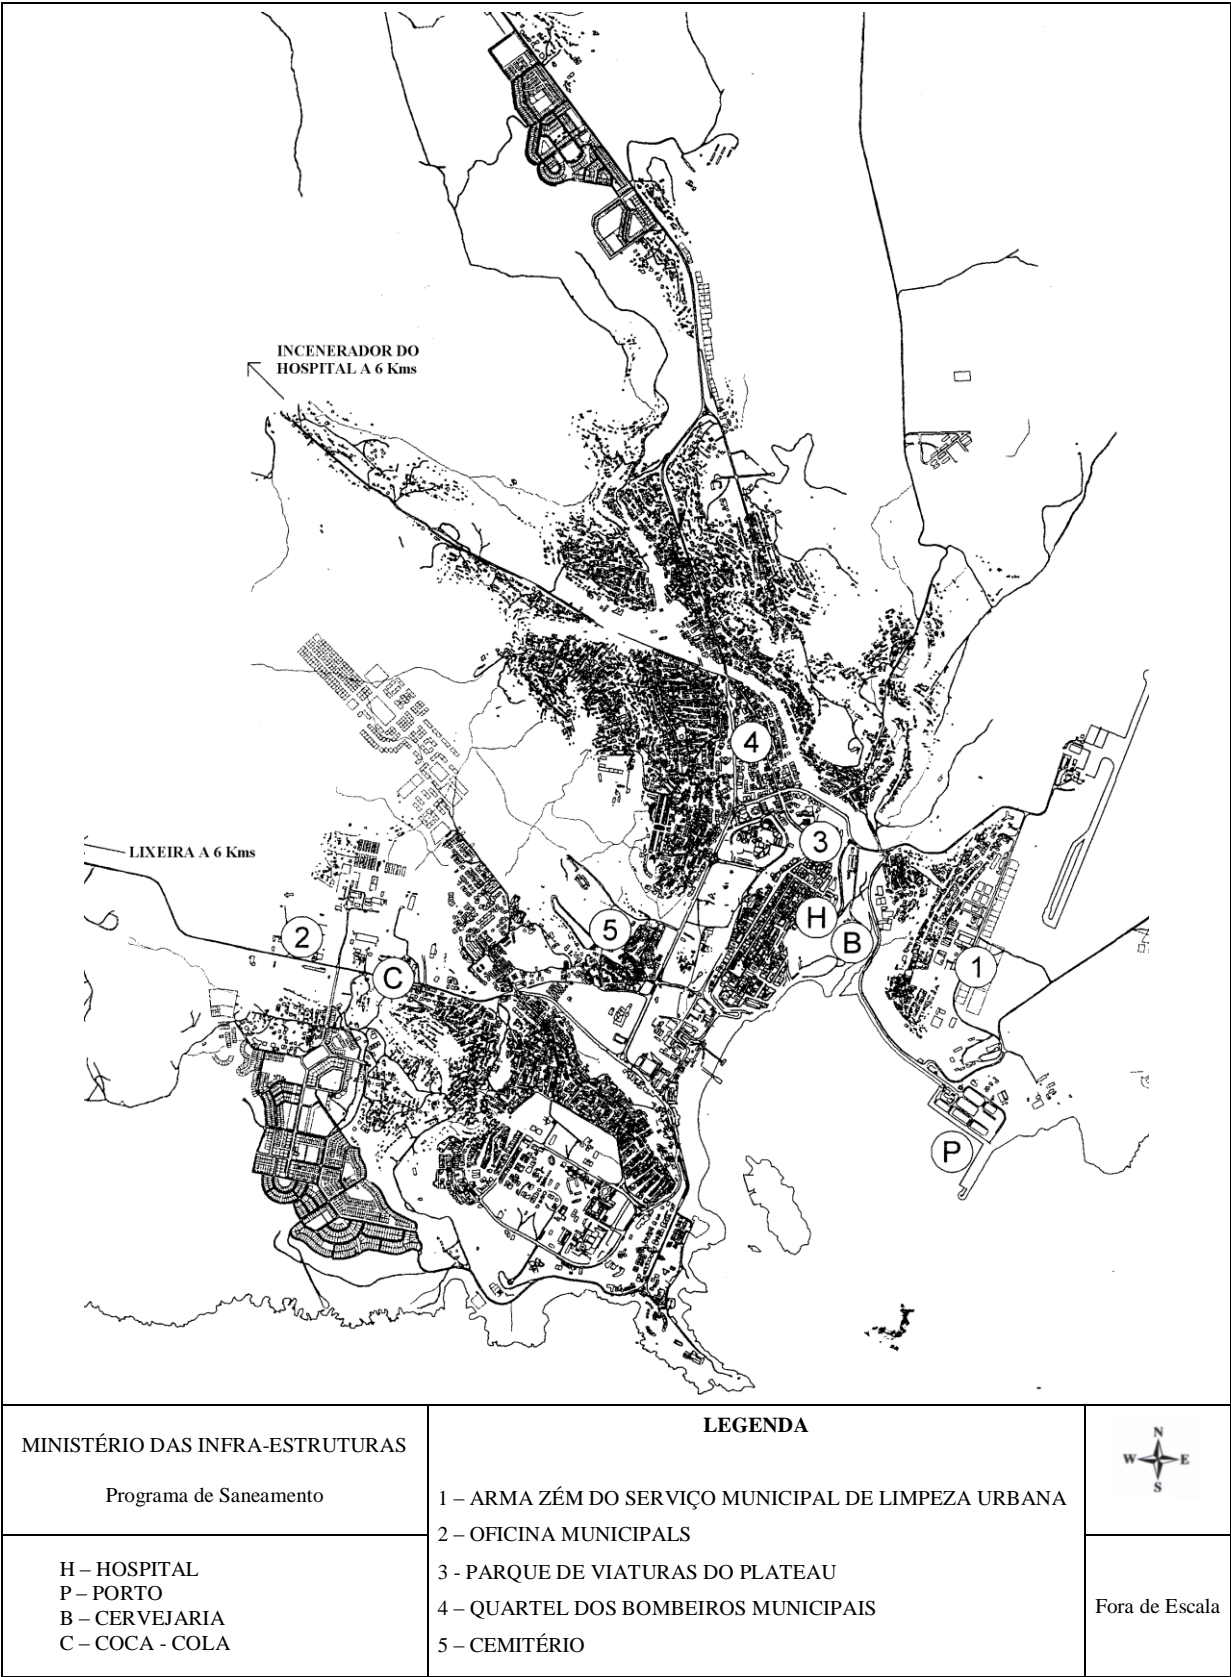 INCENERADOR DO
HOSPITAL A 6 Kms
4
3
LIXEIRA A 6 Kms
H
5
B
2
1
C
P
MINISTÉRIO DAS INFRA-ESTRUTURAS
Programa de Saneamento
H – HOSPITAL
P – PORTO
B – CERVEJARIA
C – COCA - COLA
LEGENDA
1 – ARMA ZÉM DO SERVIÇO MUNICIPAL DE LIMPEZA URBANA
2 – OFICINA MUNICIPALS
3 - PARQUE DE VIATURAS DO PLATEAU
4 – QUARTEL DOS BOMBEIROS MUNICIPAIS
5 – CEMITÉRIO
N
W E
S
Fora de Escala